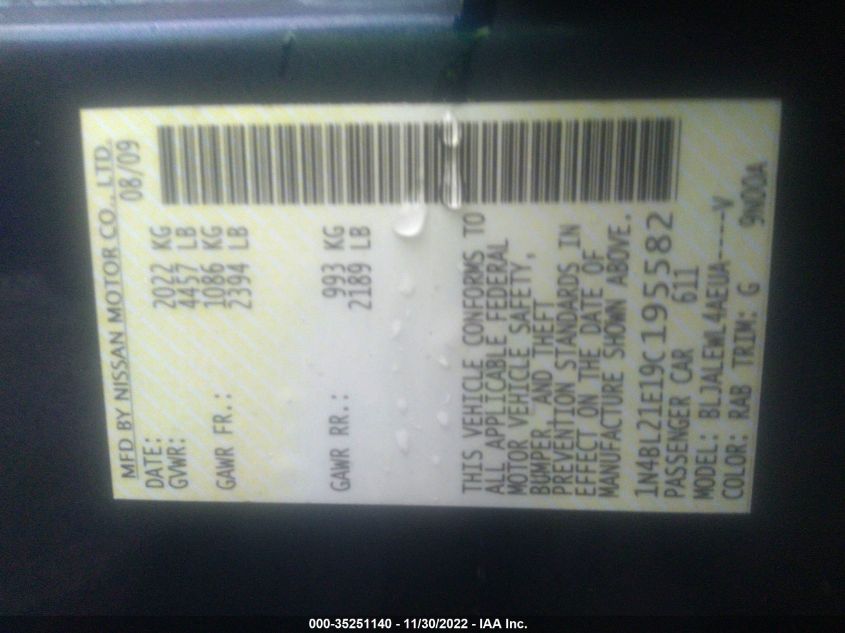 MFD BY NISSAN MOTOR CO., LTD.
DATE: 08/09
GVWR: 2022 KG
4457 LB
GAWR FR.: 1086 KG
2394 LB
GAWR RR.: 993 KG
2189 LB
THIS VEHICLE CONFORMS TO
ALL APPLICABLE FEDERAL
MOTOR VEHICLE SAFETY,
BUMPER, AND THEFT
PREVENTION STANDARDS IN
EFFECT ON THE DATE OF
MANUFACTURE SHOWN ABOVE.
1N4BL21E19C195582
PASSENGER CAR 611
MODEL: BLJALEWL4AEUA----V
COLOR: RAB TRIM: G 9N00A
000-35251140 - 11/30/2022 - IAA Inc.